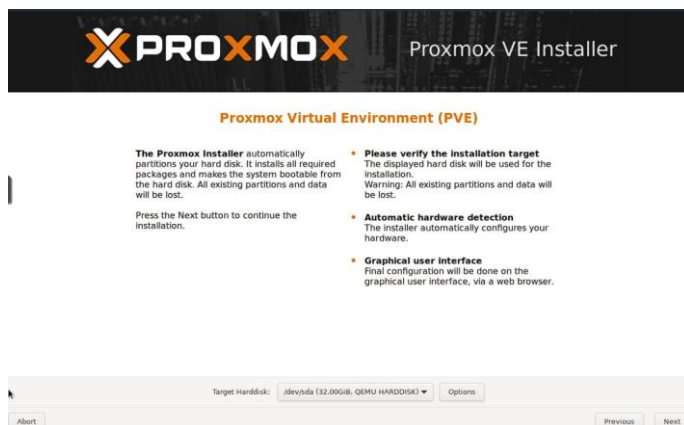 PROXMOX
Proxmox VE Installer
Proxmox Virtual Environment (PVE)
The Proxmox Installer automatically
partitions your hard disk. It installs all required
packages and makes the system bootable from
the hard disk. All existing partitions and data
will be lost.
Press the Next button to continue the
installation.
• Please verify the installation target
The displayed hard disk will be used for the
installation.
Warning: All existing partitions and data will
be lost.
• Automatic hardware detection
The installer automatically configures your
hardware.
• Graphical user interface
Final configuration will be done on the
graphical user interface, via a web browser.
Target Harddisk: /dev/sda (32.00GiB, QEMU HARDDISK) Options
Abort Previous Next